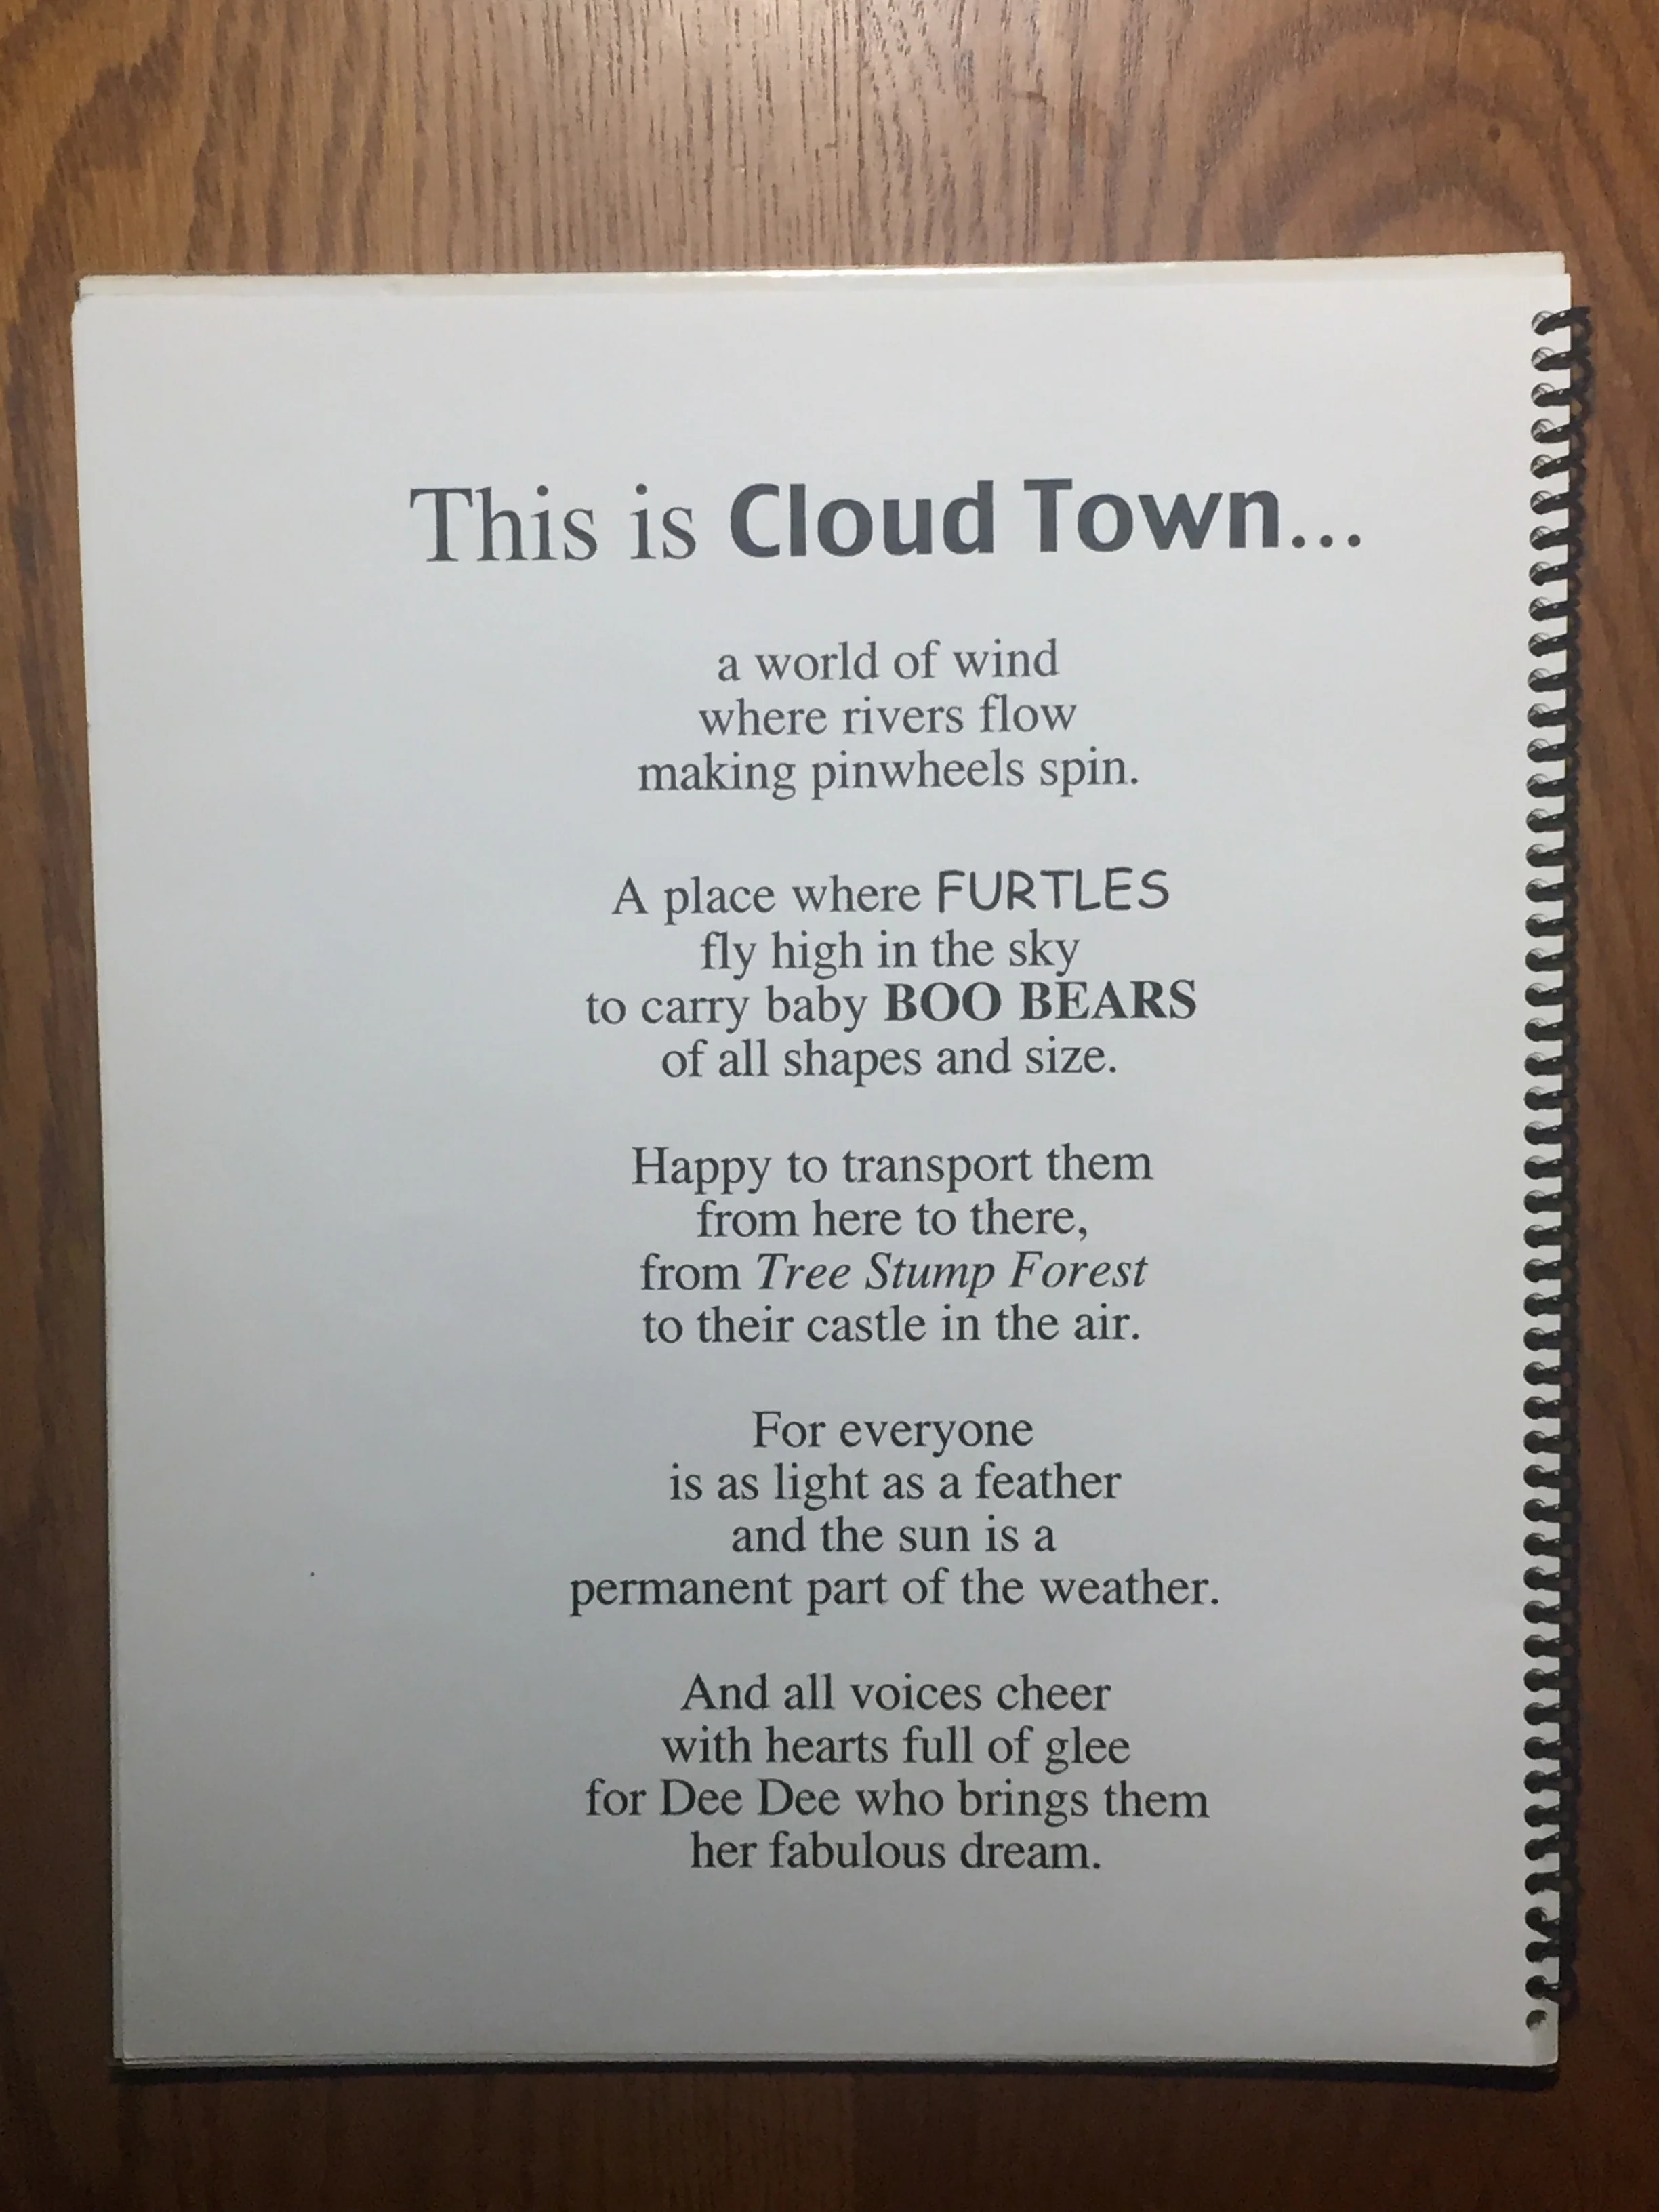 This is Cloud Town...
a world of wind
where rivers flow
making pinwheels spin.
A place where FURTLES
fly high in the sky
to carry baby BOO BEARS
of all shapes and size.
Happy to transport them
from here to there,
from Tree Stump Forest
to their castle in the air.
For everyone
is as light as a feather
and the sun is a
permanent part of the weather.
And all voices cheer
with hearts full of glee
for Dee Dee who brings them
her fabulous dream.